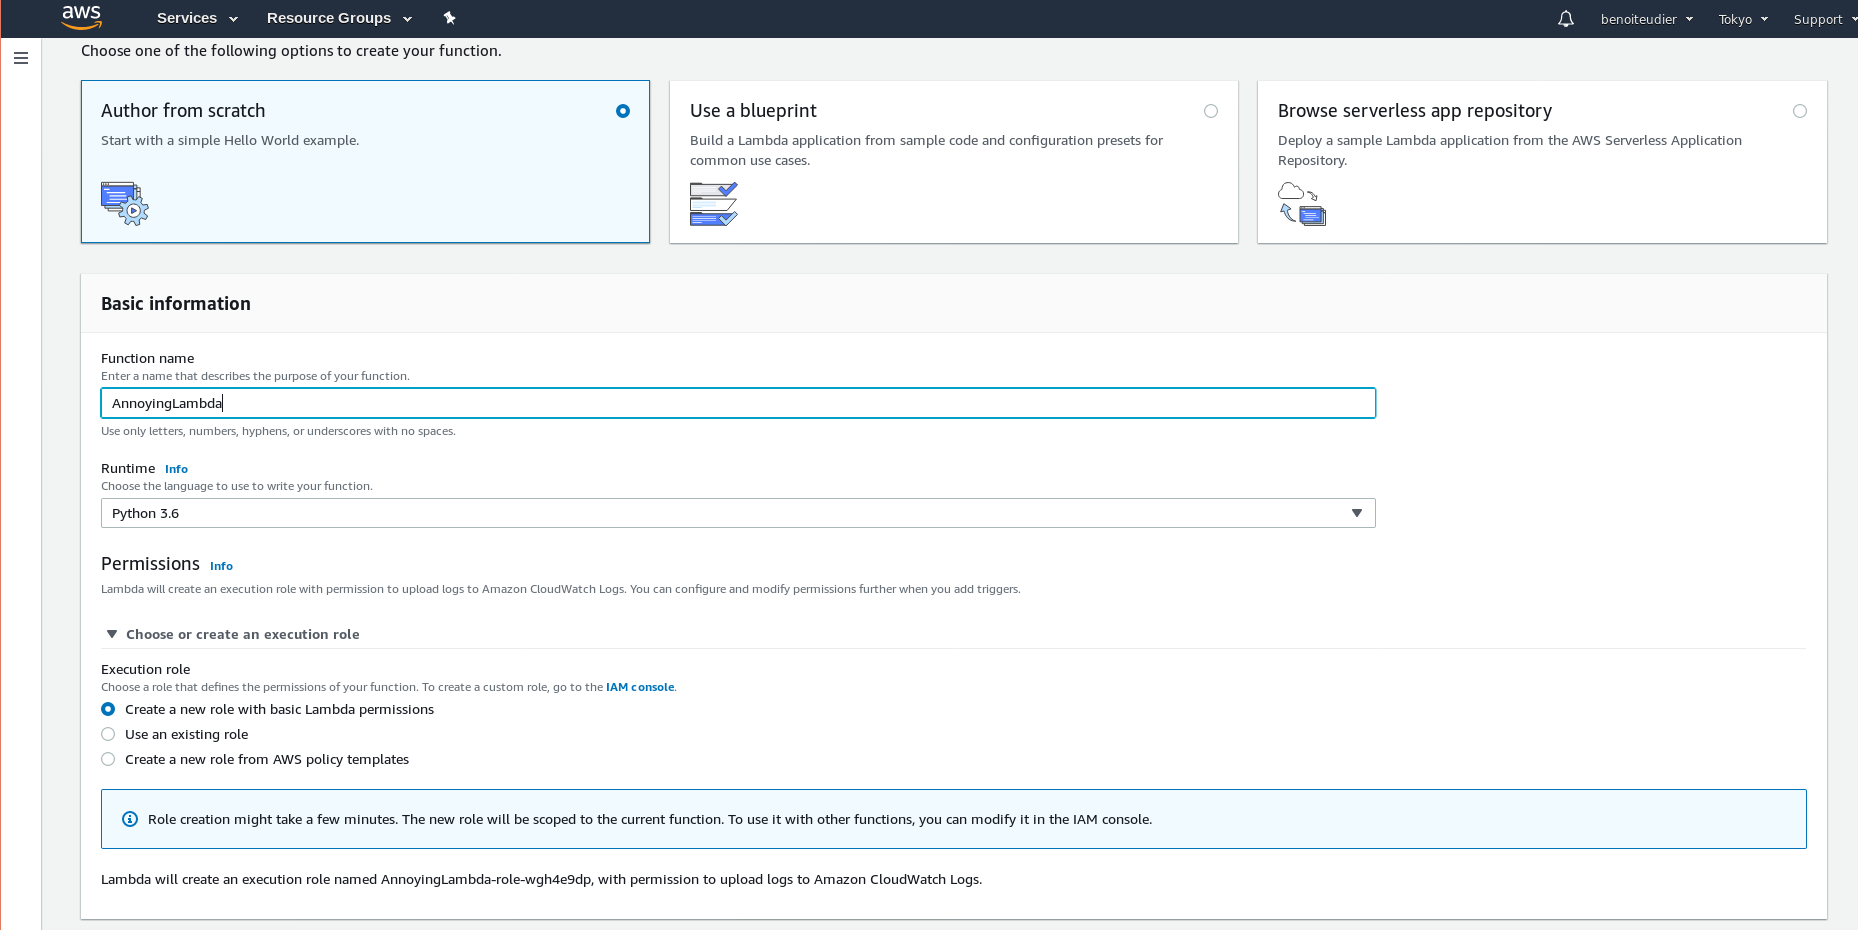 aws Services Resource Groups benoiteudier Tokyo Support
Choose one of the following options to create your function.
Author from scratch
Start with a simple Hello World example.
Use a blueprint
Build a Lambda application from sample code and configuration presets for
common use cases.
Browse serverless app repository
Deploy a sample Lambda application from the AWS Serverless Application
Repository.
Basic information
Function name
Enter a name that describes the purpose of your function.
AnnoyingLambda
Use only letters, numbers, hyphens, or underscores with no spaces.
Runtime Info
Choose the language to use to write your function.
Python 3.6
Permissions Info
Lambda will create an execution role with permission to upload logs to Amazon CloudWatch Logs. You can configure and modify permissions further when you add triggers.
Choose or create an execution role
Execution role
Choose a role that defines the permissions of your function. To create a custom role, go to the IAM console.
Create a new role with basic Lambda permissions
Use an existing role
Create a new role from AWS policy templates
Role creation might take a few minutes. The new role will be scoped to the current function. To use it with other functions, you can modify it in the IAM console.
Lambda will create an execution role named AnnoyingLambda-role-wgh4e9dp, with permission to upload logs to Amazon CloudWatch Logs.